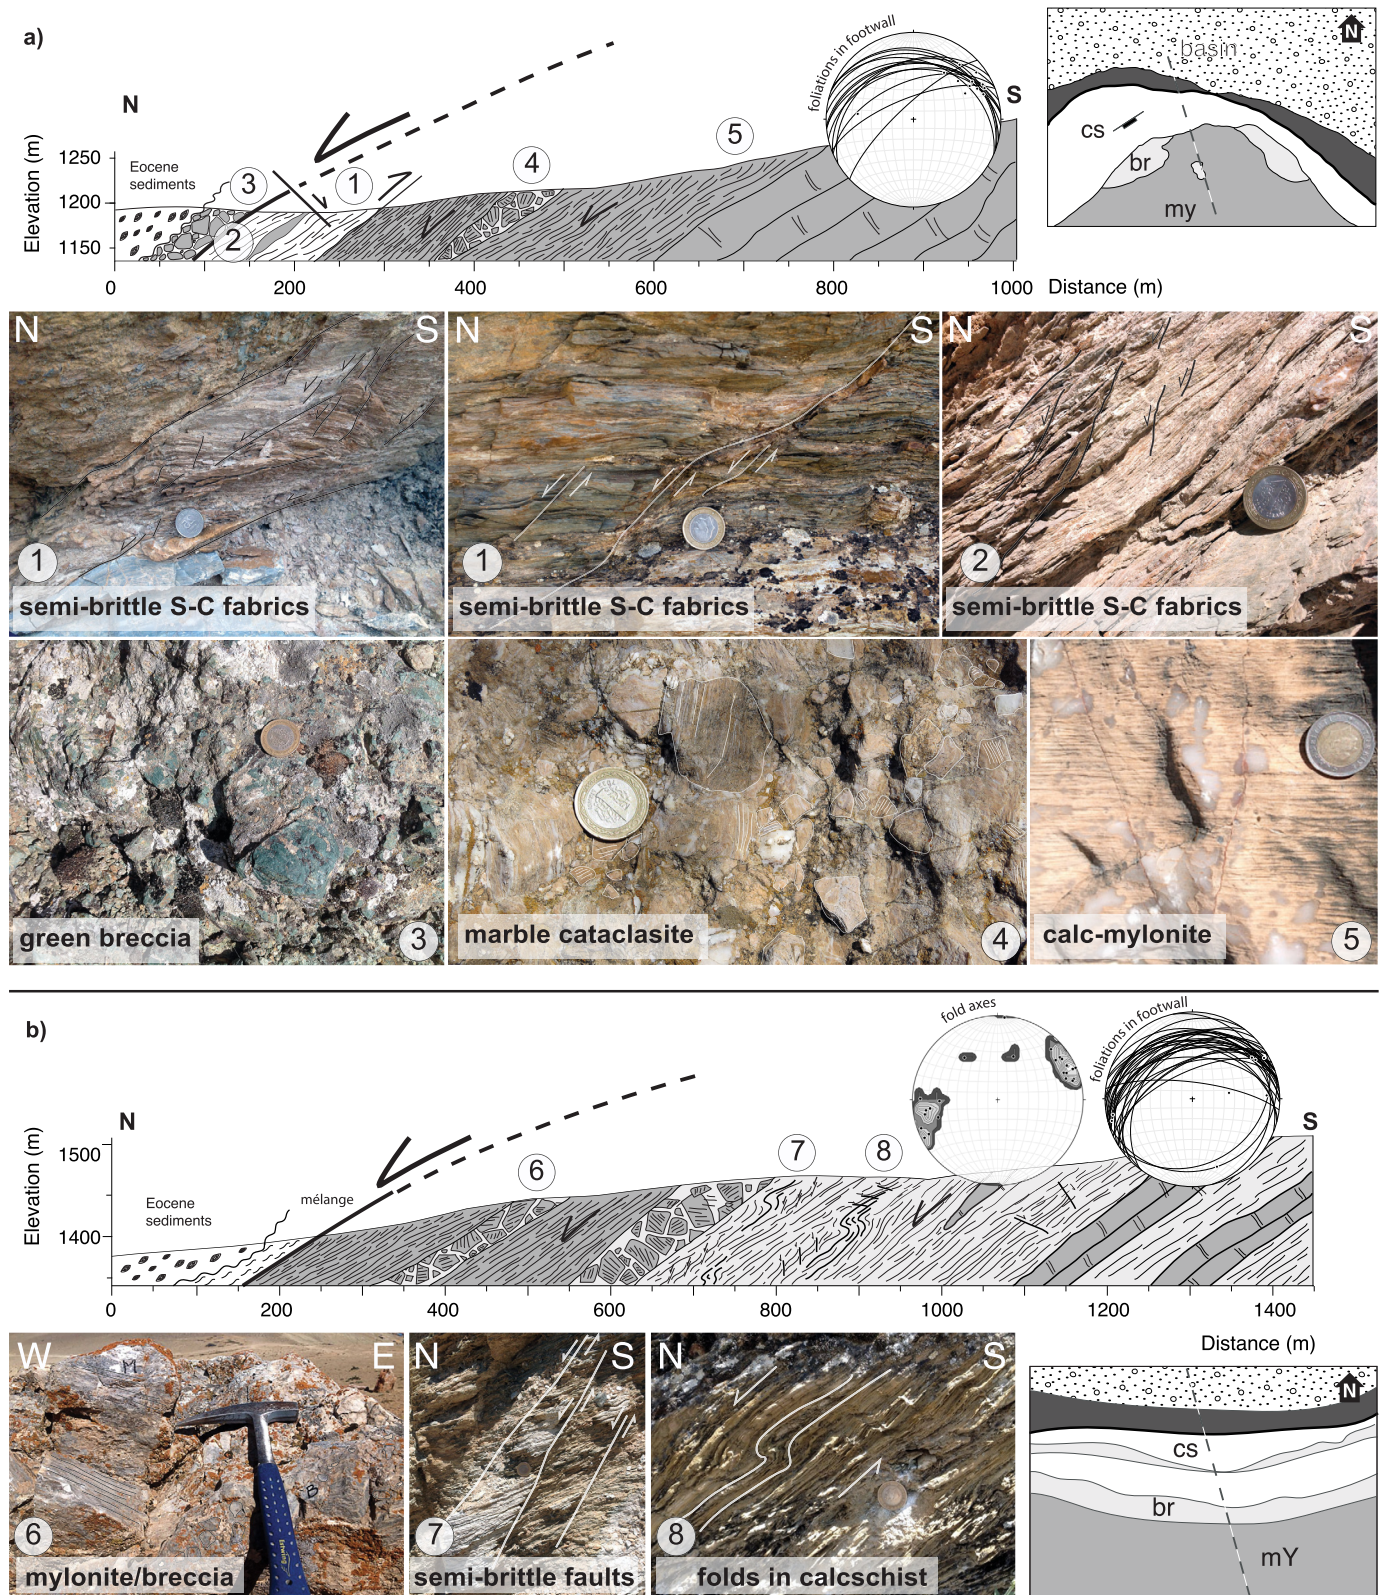 a)
foliations in footwall
N
S
N
basin
cs
br
my
Elevation (m)
1250
1200
1150
Eocene
sediments
3
1
4
5
2
0
200
400
600
800
1000
Distance (m)
N
S
1
semi-brittle S-C fabrics
N
S
1
semi-brittle S-C fabrics
N
S
2
semi-brittle S-C fabrics
green breccia
3
marble cataclasite
4
calc-mylonite
5
b)
fold axes
foliations in footwall
N
S
Elevation (m)
1500
1400
Eocene
sediments
mélange
6
7
8
0
200
400
600
800
1000
1200
1400
Distance (m)
W
E
M
B
Estwing
6
mylonite/breccia
N
S
7
semi-brittle faults
N
S
8
folds in calcschist
N
cs
br
mY